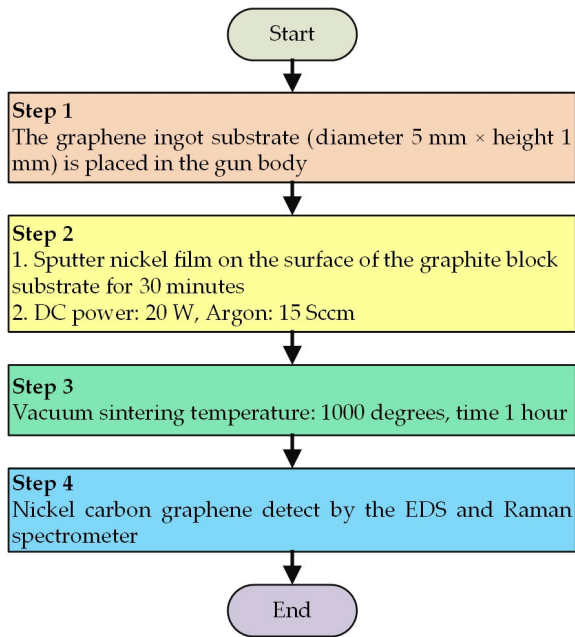 Start
Step 1
The graphene ingot substrate (diameter 5 mm × height 1
mm) is placed in the gun body
Step 2
1. Sputter nickel film on the surface of the graphite block
substrate for 30 minutes
2. DC power: 20 W, Argon: 15 Sccm
Step 3
Vacuum sintering temperature: 1000 degrees, time 1 hour
Step 4
Nickel carbon graphene detect by the EDS and Raman
spectrometer
End